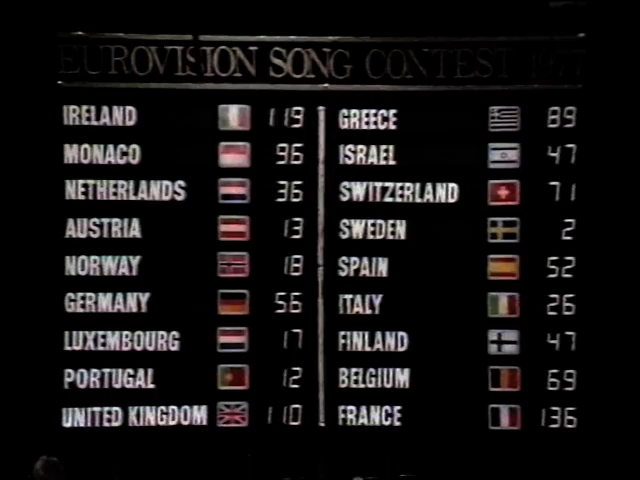 EUROVISION SONG CONTEST 1977
IRELAND 119
MONACO 96
NETHERLANDS 36
AUSTRIA 13
NORWAY 18
GERMANY 56
LUXEMBOURG 17
PORTUGAL 12
UNITED KINGDOM 110
GREECE 89
ISRAEL 47
SWITZERLAND 71
SWEDEN 2
SPAIN 52
ITALY 26
FINLAND 47
BELGIUM 69
FRANCE 136